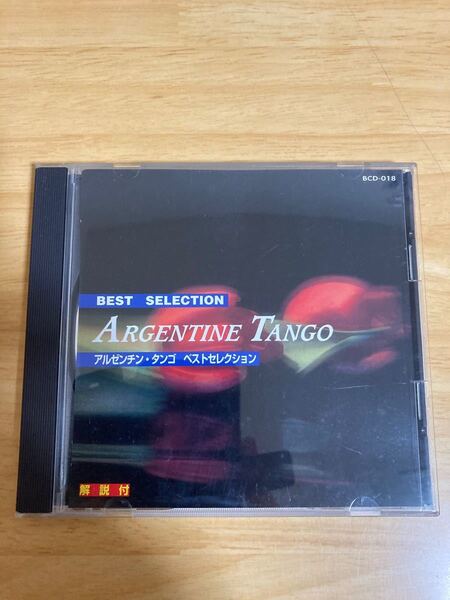 BCD-018
BEST SELECTION
ARGENTINE TANGO
アルゼンチン・タンゴ ベストセレクション
解説付